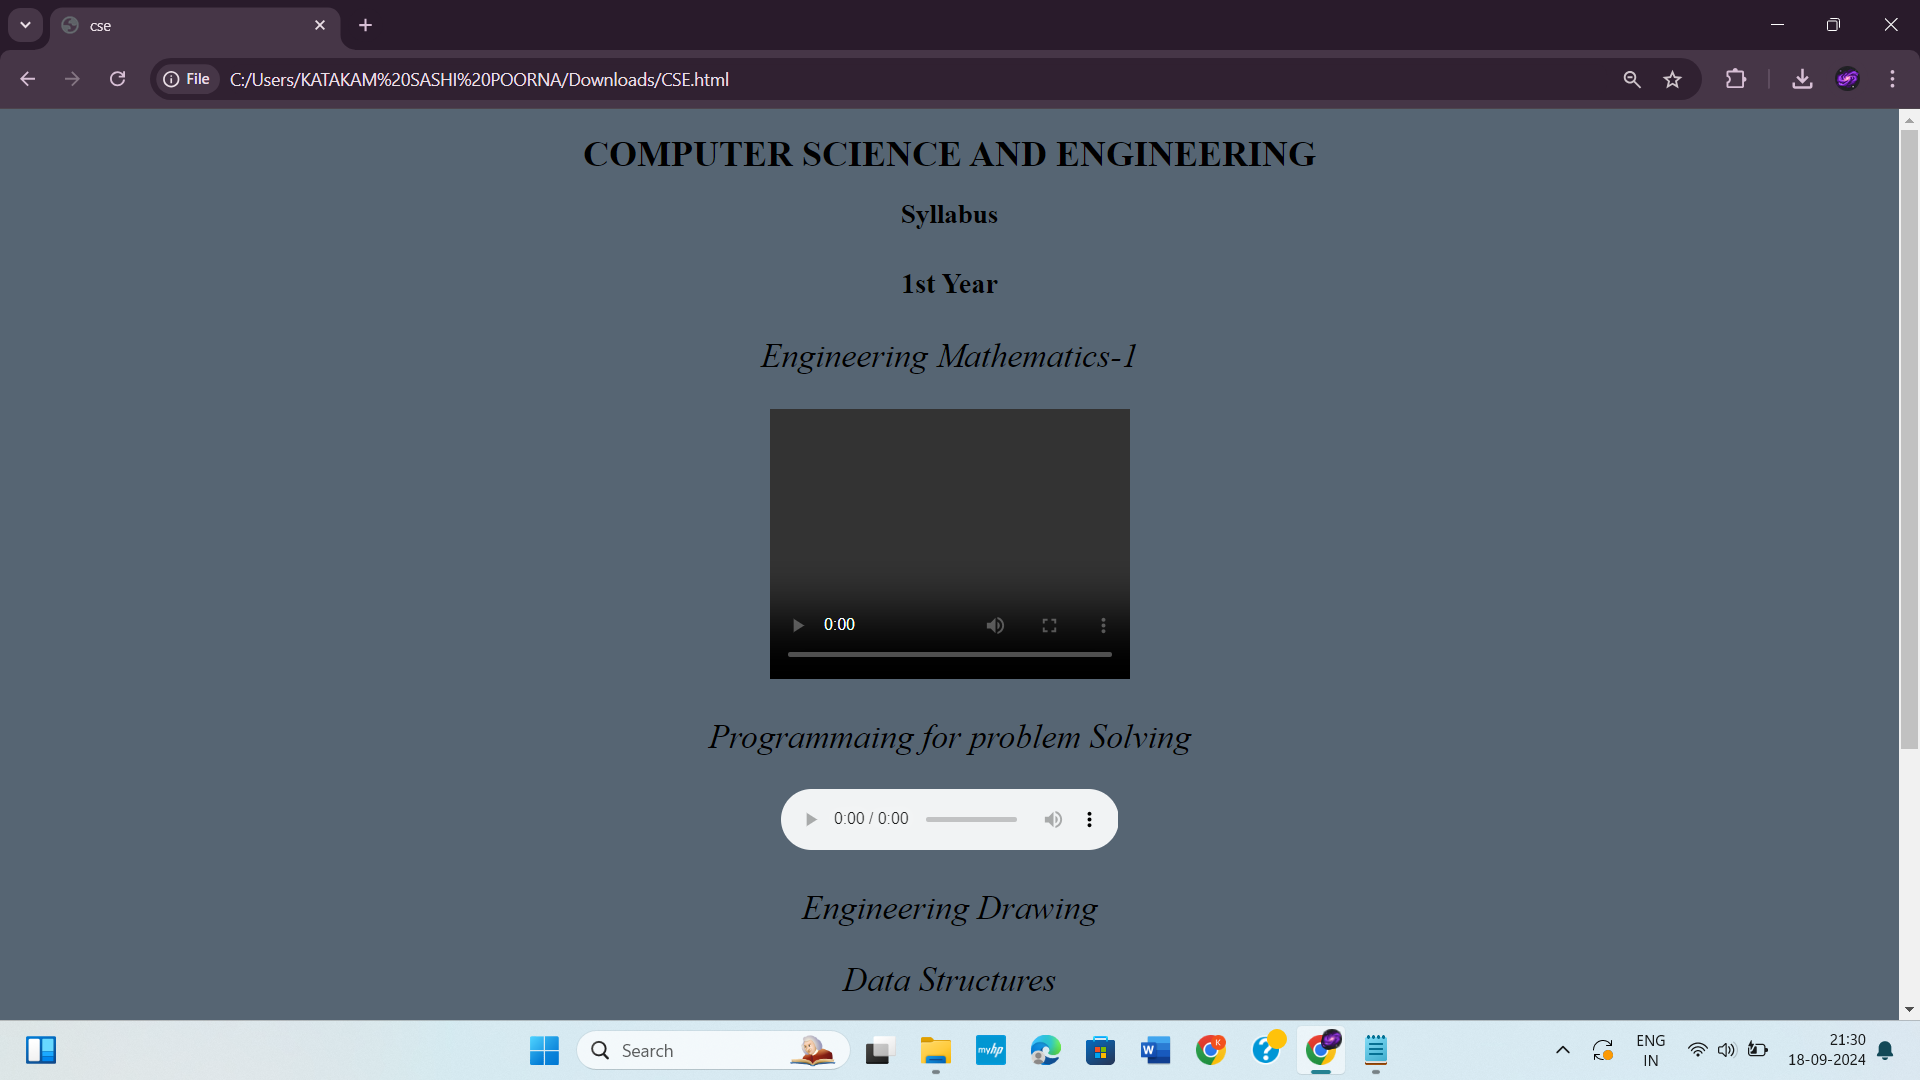 cse
File
C:/Users/KATAKAM%20SASHI%20POORNA/Downloads/CSE.html
COMPUTER SCIENCE AND ENGINEERING
Syllabus
1st Year
Engineering Mathematics-1
0:00
Programmaing for problem Solving
0:00 / 0:00
Engineering Drawing
Data Structures
Search
myhp
W
K
?
ENG
IN
21:30
18-09-2024